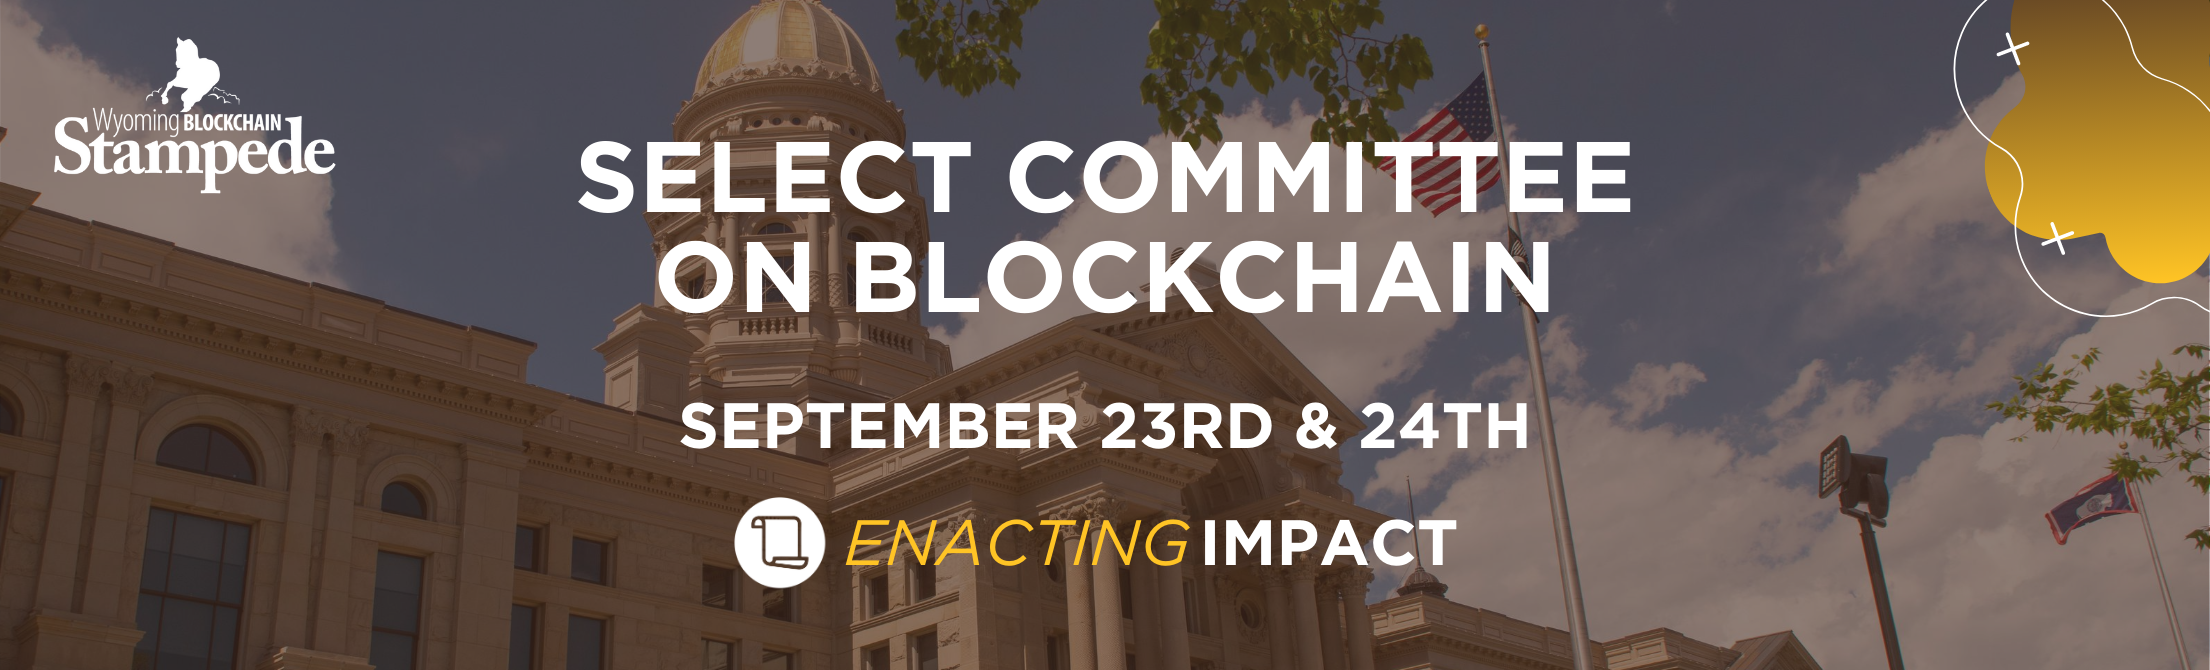 Wyoming BLOCKCHAIN
Stampede
SELECT COMMITTEE
ON BLOCKCHAIN
SEPTEMBER 23RD & 24TH
ENACTING IMPACT